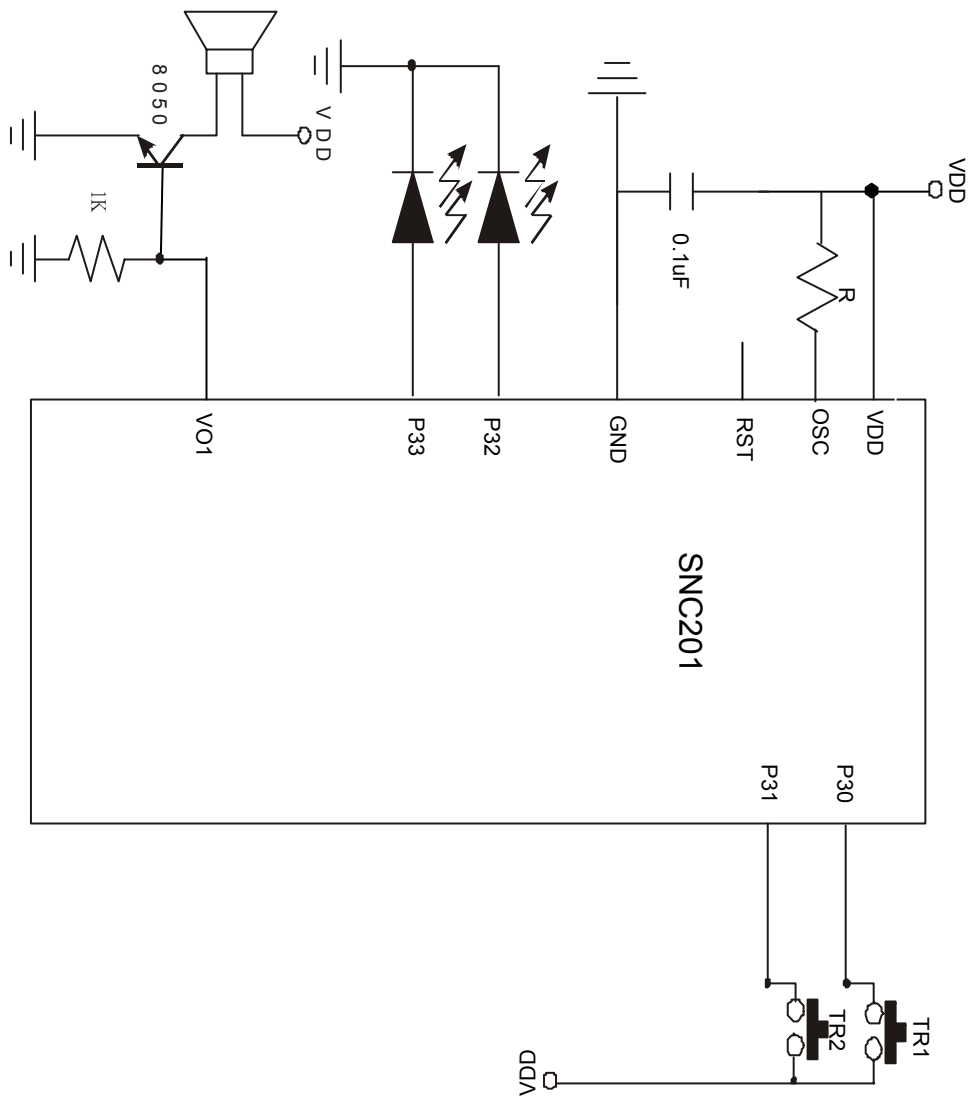 VDD
R
0.1uF
VDD
8050
1K
VDD
OSC
RST
GND
P32
P33
VO1
SNC201
P30
P31
TR1
TR2
VDD